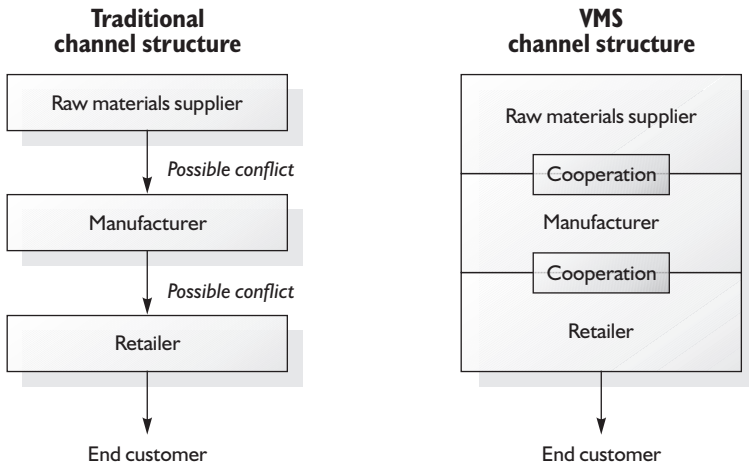 Traditional
channel structure
Raw materials supplier
Possible conflict
Manufacturer
Possible conflict
Retailer
End customer
VMS
channel structure
Raw materials supplier
Cooperation
Manufacturer
Cooperation
Retailer
End customer